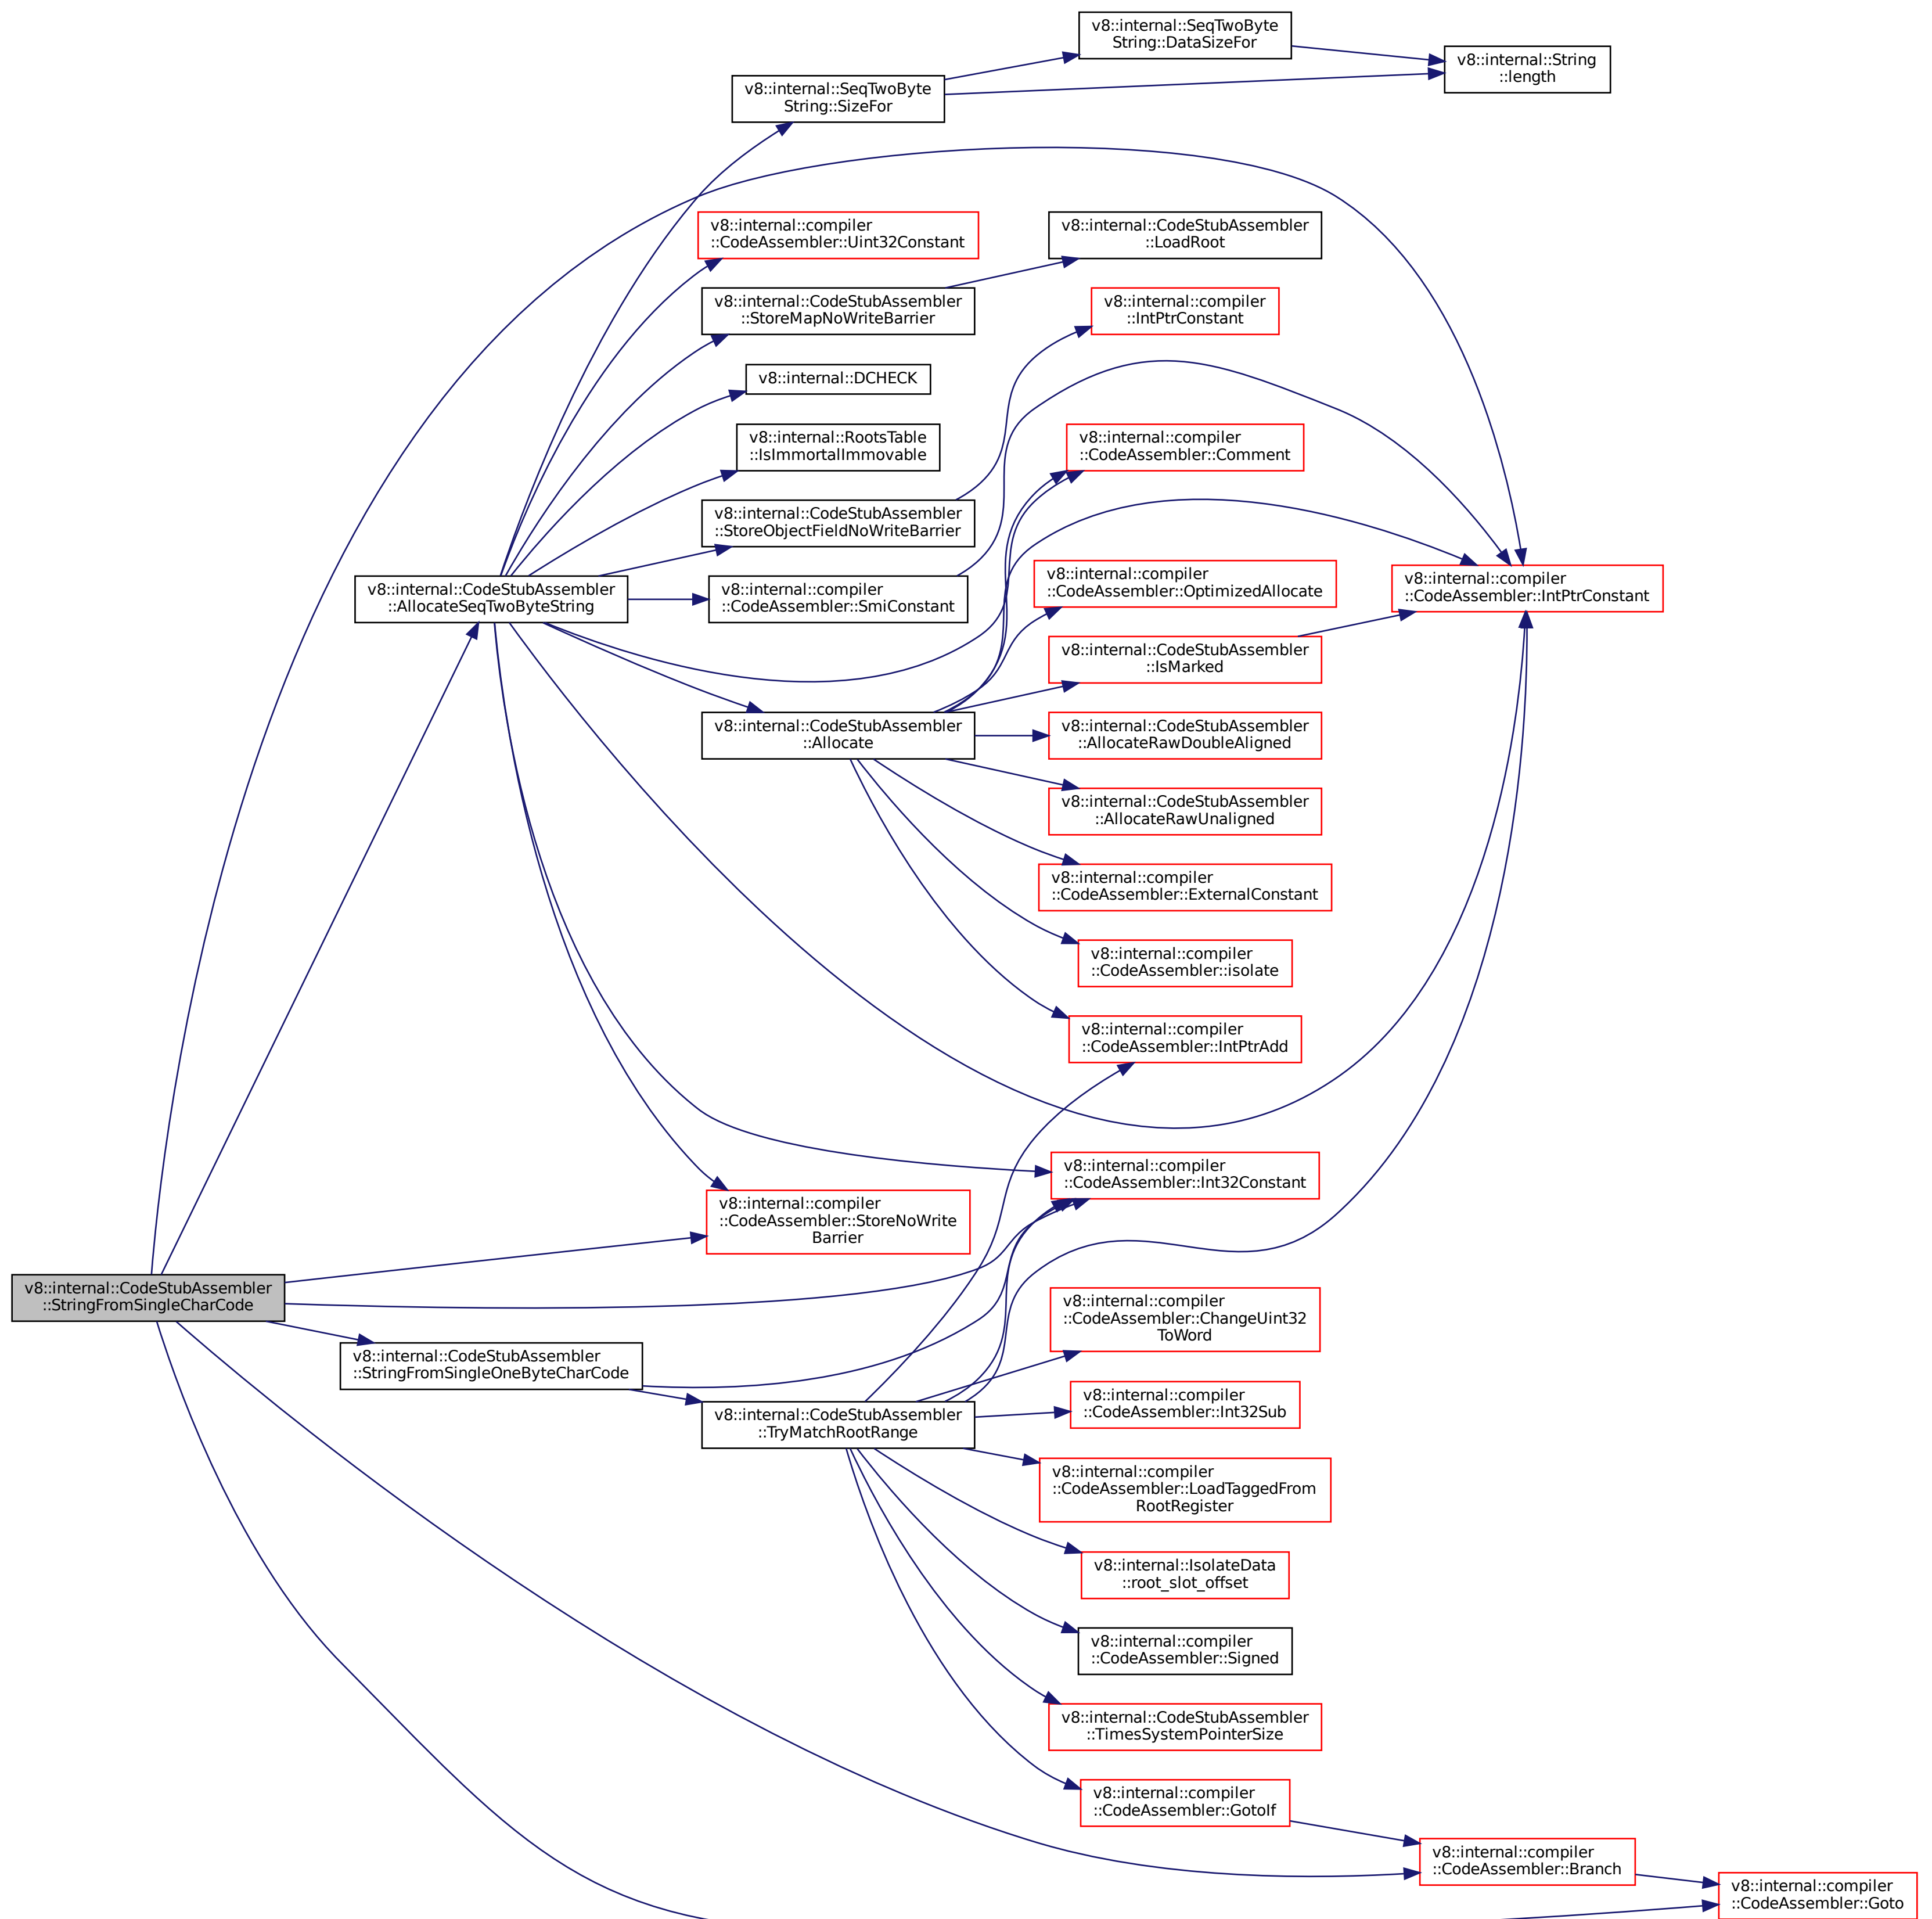 v8::internal::SeqTwoByte
String::DataSizeFor
v8::internal::String
::length
v8::internal::SeqTwoByte
String::SizeFor
v8::internal::compiler
::CodeAssembler::Uint32Constant
v8::internal::CodeStubAssembler
::LoadRoot
v8::internal::CodeStubAssembler
::StoreMapNoWriteBarrier
v8::internal::compiler
::IntPtrConstant
v8::internal::DCHECK
v8::internal::RootsTable
::IsImmortalImmovable
v8::internal::compiler
::CodeAssembler::Comment
v8::internal::CodeStubAssembler
::StoreObjectFieldNoWriteBarrier
v8::internal::CodeStubAssembler
::AllocateSeqTwoByteString
v8::internal::compiler
::CodeAssembler::SmiConstant
v8::internal::compiler
::CodeAssembler::OptimizedAllocate
v8::internal::compiler
::CodeAssembler::IntPtrConstant
v8::internal::CodeStubAssembler
::IsMarked
v8::internal::CodeStubAssembler
::Allocate
v8::internal::CodeStubAssembler
::AllocateRawDoubleAligned
v8::internal::CodeStubAssembler
::AllocateRawUnaligned
v8::internal::compiler
::CodeAssembler::ExternalConstant
v8::internal::compiler
::CodeAssembler::isolate
v8::internal::compiler
::CodeAssembler::IntPtrAdd
v8::internal::compiler
::CodeAssembler::Int32Constant
v8::internal::compiler
::CodeAssembler::StoreNoWrite
Barrier
v8::internal::CodeStubAssembler
::StringFromSingleCharCode
v8::internal::compiler
::CodeAssembler::ChangeUint32
ToWord
v8::internal::CodeStubAssembler
::StringFromSingleOneByteCharCode
v8::internal::compiler
::CodeAssembler::Int32Sub
v8::internal::CodeStubAssembler
::TryMatchRootRange
v8::internal::compiler
::CodeAssembler::LoadTaggedFrom
RootRegister
v8::internal::IsolateData
::root_slot_offset
v8::internal::compiler
::CodeAssembler::Signed
v8::internal::CodeStubAssembler
::TimesSystemPointerSize
v8::internal::compiler
::CodeAssembler::GotoIf
v8::internal::compiler
::CodeAssembler::Branch
v8::internal::compiler
::CodeAssembler::Goto